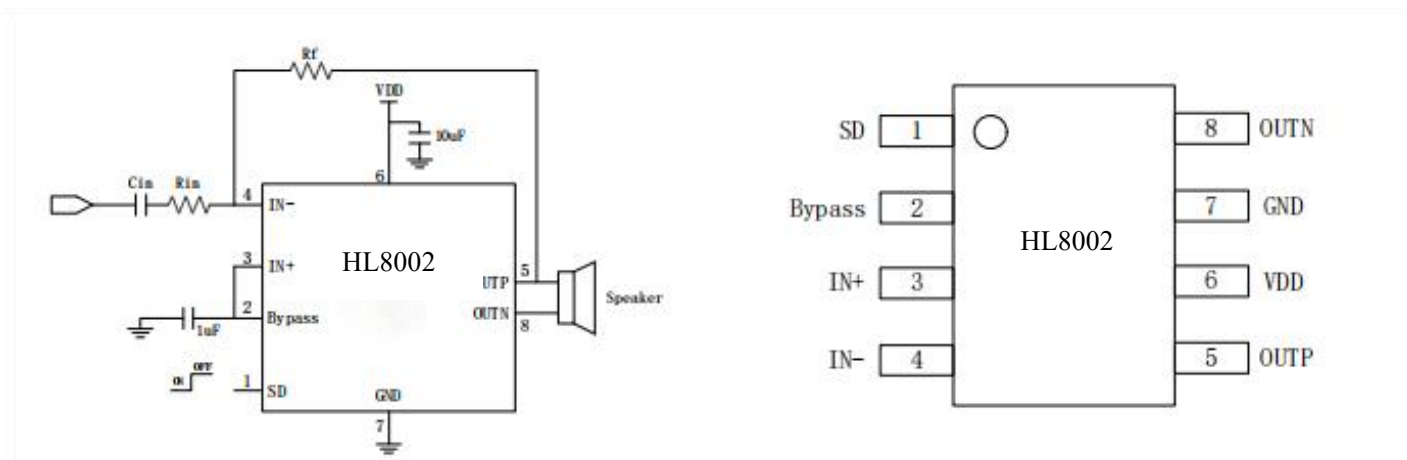 Rf
VDD
10uF
6
Cin
Rin
4
IN-
3
IN+
HL8002
5
UTP
Speaker
OUTN
8
2
Bypass
1uF
ON
OFF
1
SD
GND
7
SD 1
8 OUTN
Bypass 2
7 GND
HL8002
IN+ 3
6 VDD
IN- 4
5 OUTP